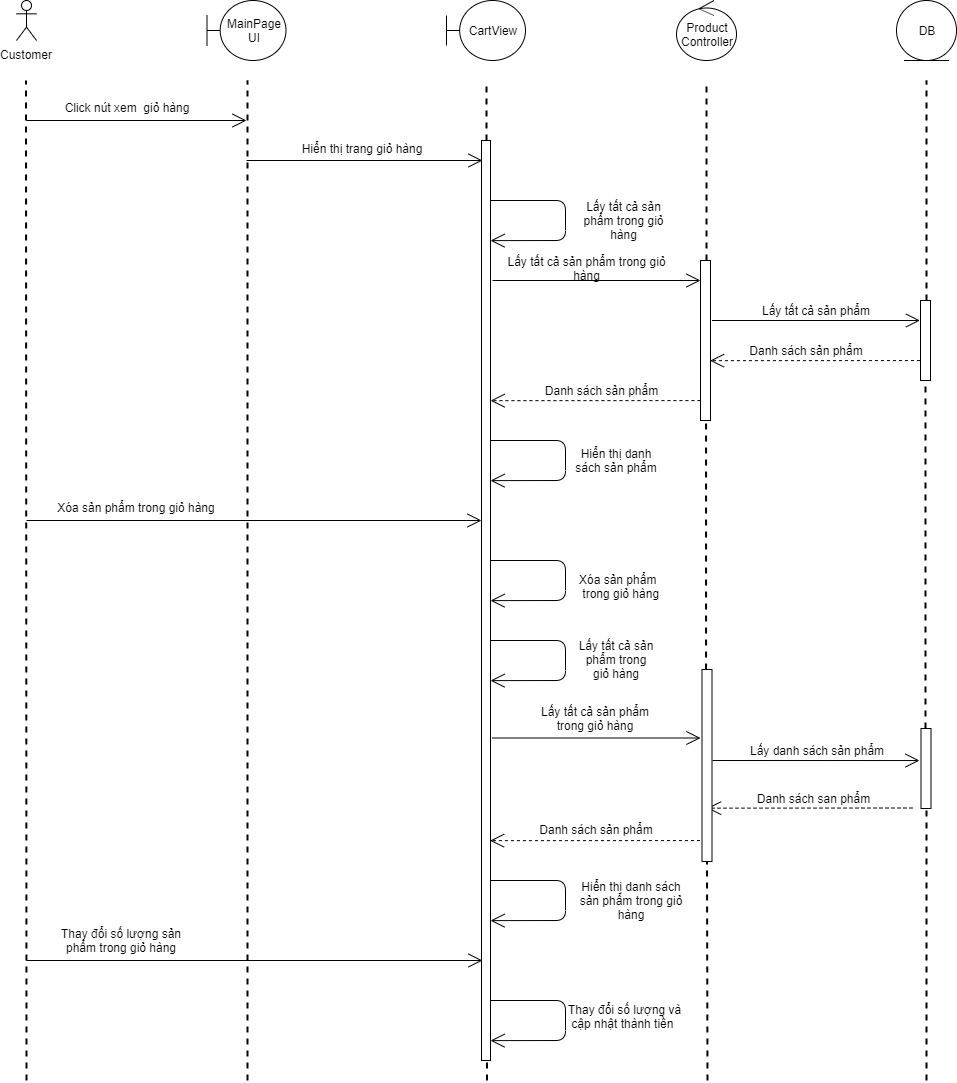 Customer
MainPage
UI
CartView
Product
Controller
DB
Click nút xem giỏ hàng
Hiển thị trang giỏ hàng
Lấy tất cả sản
phẩm trong giỏ
hàng
Lấy tất cả sản phẩm trong giỏ
hàng
Lấy tất cả sản phẩm
Danh sách sản phẩm
Danh sách sản phẩm
Hiển thị danh
sách sản phẩm
Xóa sản phẩm trong giỏ hàng
Xóa sản phẩm
trong giỏ hàng
Lấy tất cả sản
phẩm trong
giỏ hàng
Lấy tất cả sản phẩm
trong giỏ hàng
Lấy danh sách sản phẩm
Danh sách san phẩm
Danh sách sản phẩm
Hiển thị danh sách
sản phẩm trong giỏ
hàng
Thay đổi số lượng sản
phẩm trong giỏ hàng
Thay đổi số lượng và
cập nhật thành tiền